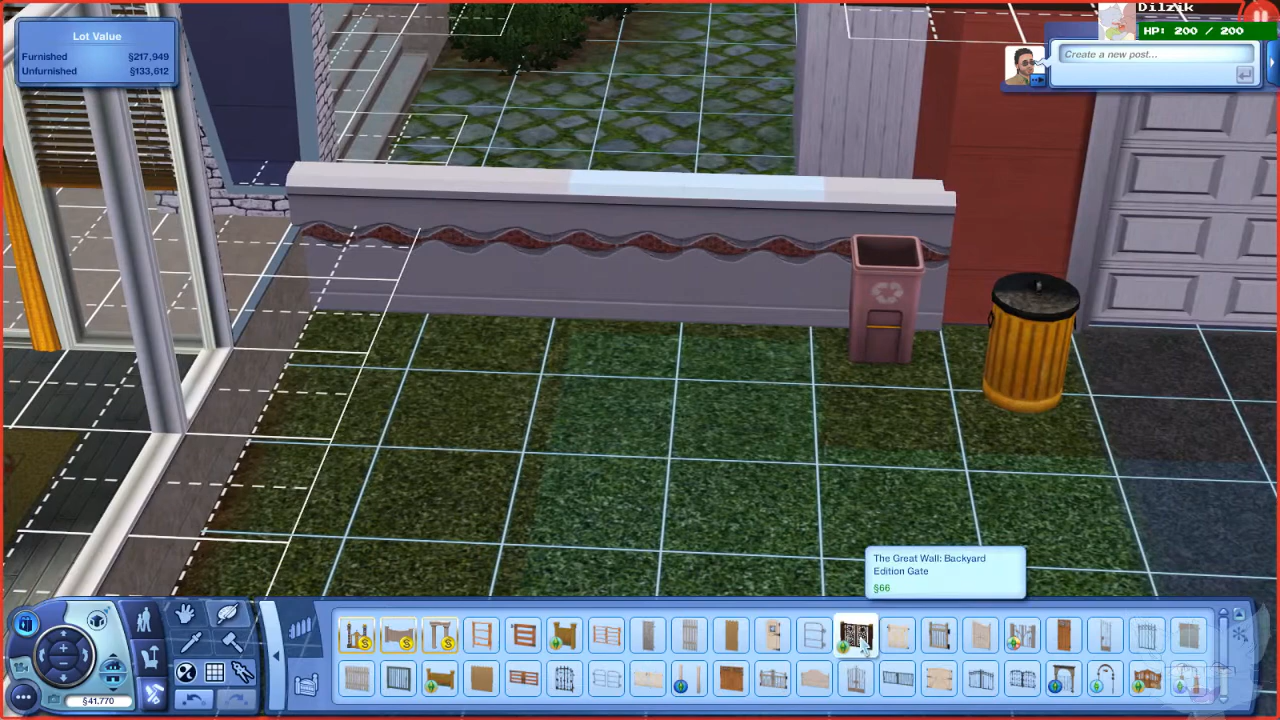 Lot Value
Furnished §217,949
Unfurnished §133,612
Dilzik
HP: 200 / 200
Create a new post...
The Great Wall: Backyard
Edition Gate
§66
§41,770